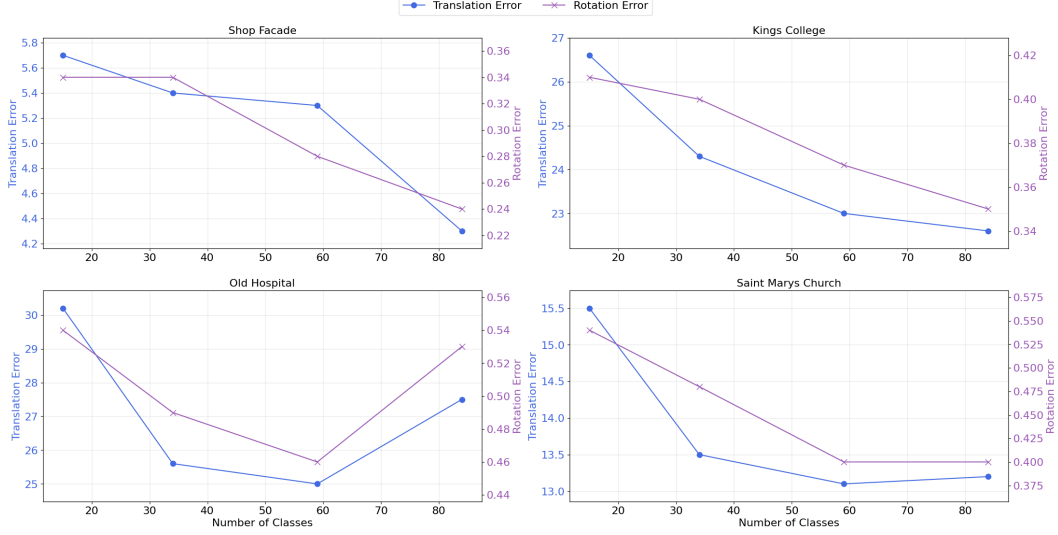 Translation Error Rotation Error
Shop Facade
5.8
5.6
5.4
5.2
5.0
4.8
4.6
4.4
4.2
Translation Error
0.36
0.34
0.32
0.30
0.28
0.26
0.24
0.22
Rotation Error
20 30 40 50 60 70 80
Kings College
27
26
25
24
23
Translation Error
0.42
0.40
0.38
0.36
0.34
Rotation Error
20 30 40 50 60 70 80
Old Hospital
30
29
28
27
26
25
Translation Error
0.56
0.54
0.52
0.50
0.48
0.46
0.44
Rotation Error
20 30 40 50 60 70 80
Number of Classes
Saint Marys Church
15.5
15.0
14.5
14.0
13.5
13.0
Translation Error
0.575
0.550
0.525
0.500
0.475
0.450
0.425
0.400
0.375
Rotation Error
20 30 40 50 60 70 80
Number of Classes